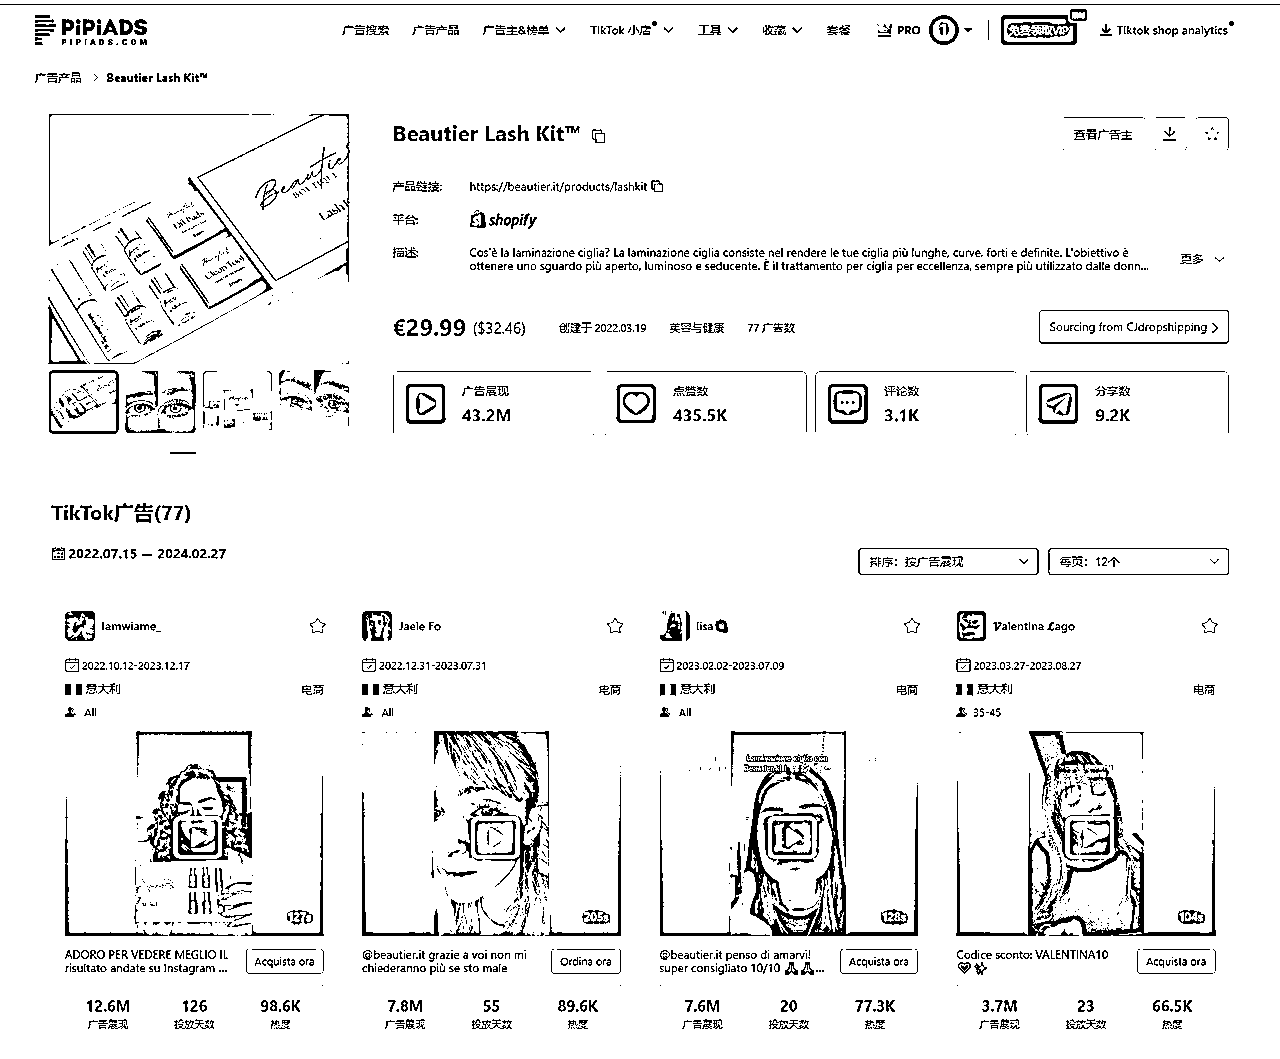 PiPiADS
PIPIADS.COM
广告搜索
广告产品
广告主&榜单
TikTok 小店
工具
收藏
套餐
PRO
Tiktok shop analytics
广告产品 > Beautier Lash Kit™
Beautier Lash Kit™
查看广告主
产品链接:
https://beautier.it/products/lashkit
平台:
shopify
描述:
Cos'è la laminazione ciglia? La laminazione ciglia consiste nel rendere le tue ciglia più lunghe, curve, forti e definite. L'obiettivo è
ottenere uno sguardo più aperto, luminoso e seducente. È il trattamento per ciglia per eccellenza, sempre più utilizzato dalle donn...
更多
€29.99 ($32.46)
创建于 2022.03.19
美容与健康
77 广告数
Sourcing from CJdropshipping >
广告展现
43.2M
点赞数
435.5K
评论数
3.1K
分享数
9.2K
TikTok广告(77)
2022.07.15 — 2024.02.27
排序: 按广告展现
每页: 12个
Iamwiame_
2022.10.12-2023.12.17
意大利
电商
All
127s
ADORO PER VEDERE MEGLIO IL
risultato andate su Instagram ...
Acquista ora
12.6M
广告展现
126
投放天数
98.6K
热度
Jaele Fo
2022.12.31-2023.07.31
意大利
电商
All
205s
@beautier.it grazie a voi non mi
chiederanno più se sto male
Ordina ora
7.8M
广告展现
55
投放天数
89.6K
热度
lisa
2023.02.02-2023.07.09
意大利
电商
All
Laminazione ciglia con
Beautier.it
128s
@beautier.it penso di amarvi!
super consigliato 10/10 🙏🙏...
Acquista ora
7.6M
广告展现
20
投放天数
77.3K
热度
Valentina Lago
2023.03.27-2023.08.27
意大利
电商
35-45
104s
Codice sconto: VALENTINA10
Acquista ora
3.7M
广告展现
23
投放天数
66.5K
热度